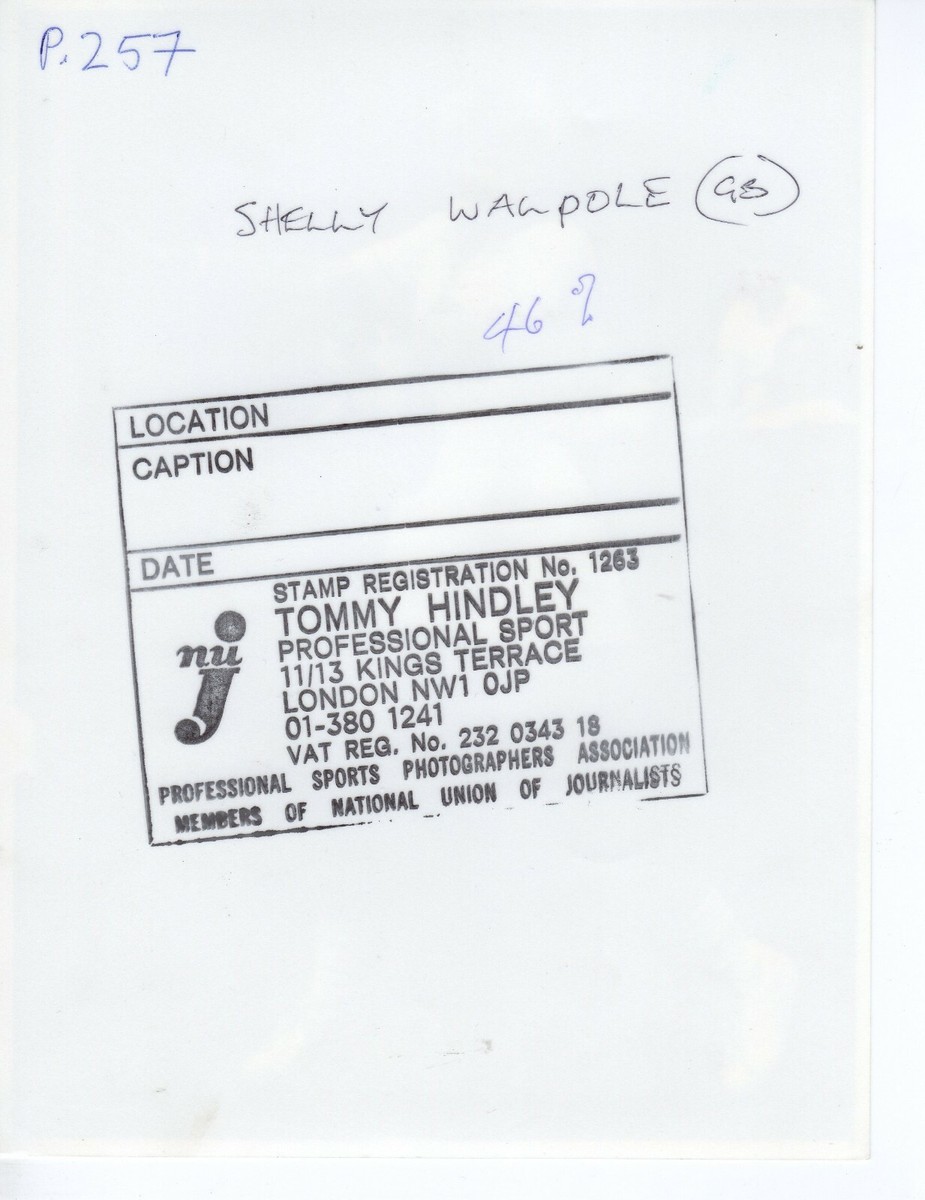 P.257
SHELLY WALPOLE (GB)
46%
LOCATION
CAPTION
DATE
STAMP REGISTRATION No. 1263
TOMMY HINDLEY
PROFESSIONAL SPORT
11/13 KINGS TERRACE
LONDON NW1 0JP
01-380 1241
VAT REG. No. 232 0343 18
nuj
PROFESSIONAL SPORTS PHOTOGRAPHERS ASSOCIATION
MEMBERS OF NATIONAL UNION OF JOURNALISTS